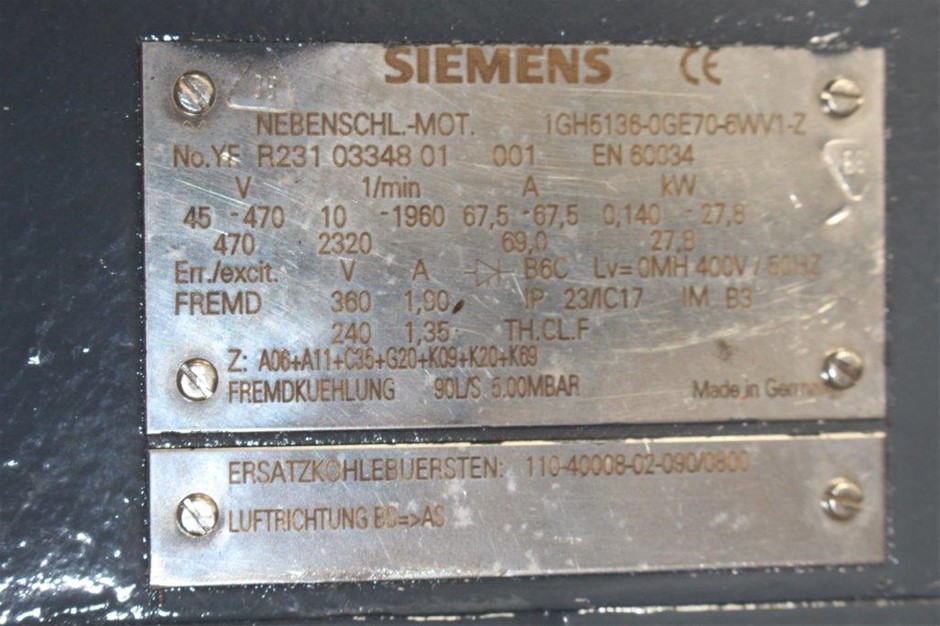 SIEMENS CE
NEBENSCHL.-MOT. 1GH5136-0GE70-6WV1-Z
No.YF R231 03348 01 001 EN 60034
V 1/min A kW
45 -470 10 -1960 67,5 -67,5 0,140 -27,8
470 2320 69,0 27,8
Err./excit. V A B6C Lv= 0MH 400V / 50HZ
FREMD 360 1,90 IP 23/IC17 IM B3
240 1,35 TH.CL.F
Z: A06+A11+C35+G20+K09+K20+K69
FREMDKUEHLUNG 90L/S 5.00MBAR Made in
ERSATZKOHLEBUERSTEN: 110-40008-02-090/0800
LUFTRICHTUNG BS=>AS